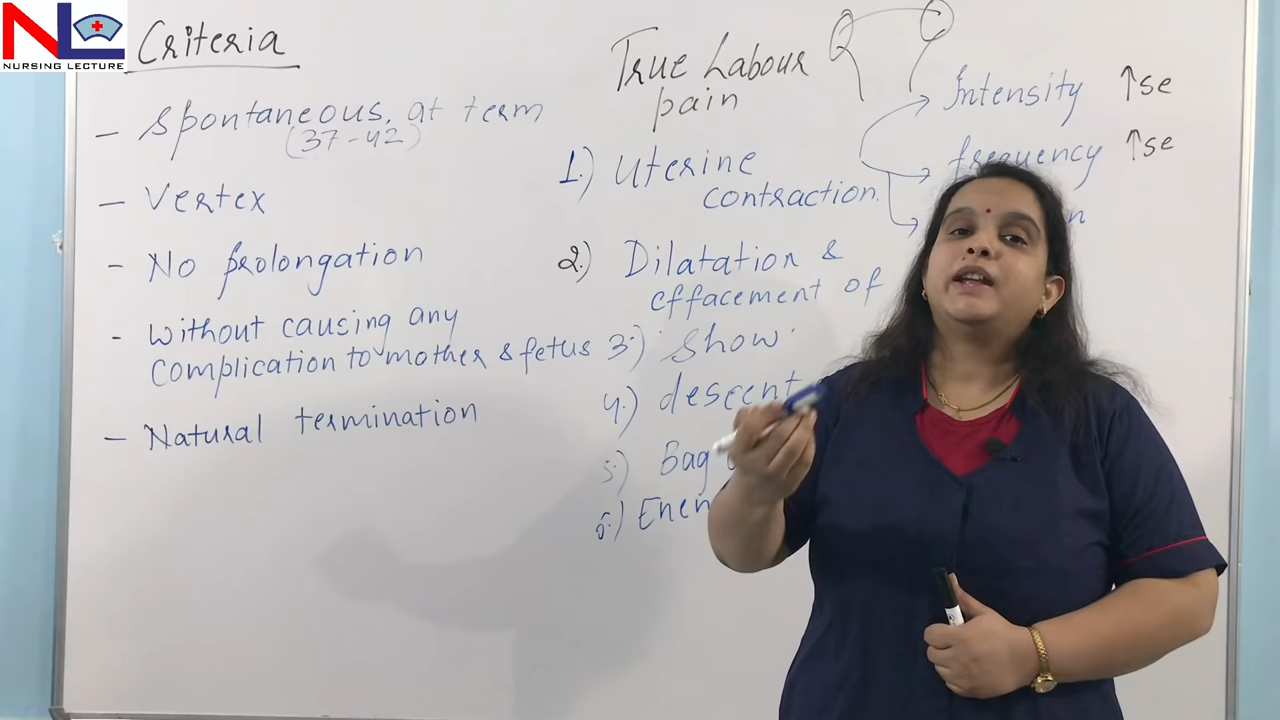 NL
NURSING LECTURE
Criteria
- Spontaneous, at term
(37-42)
- Vertex
- No prolongation
- Without causing any
complication to mother & fetus
- Natural termination
True Labour
pain
1.) Uterine
contraction.
Intensity ↑se
frequency ↑se
2.) Dilatation &
effacement of
3.) Show
4.) descent
5.) Bag
6.)